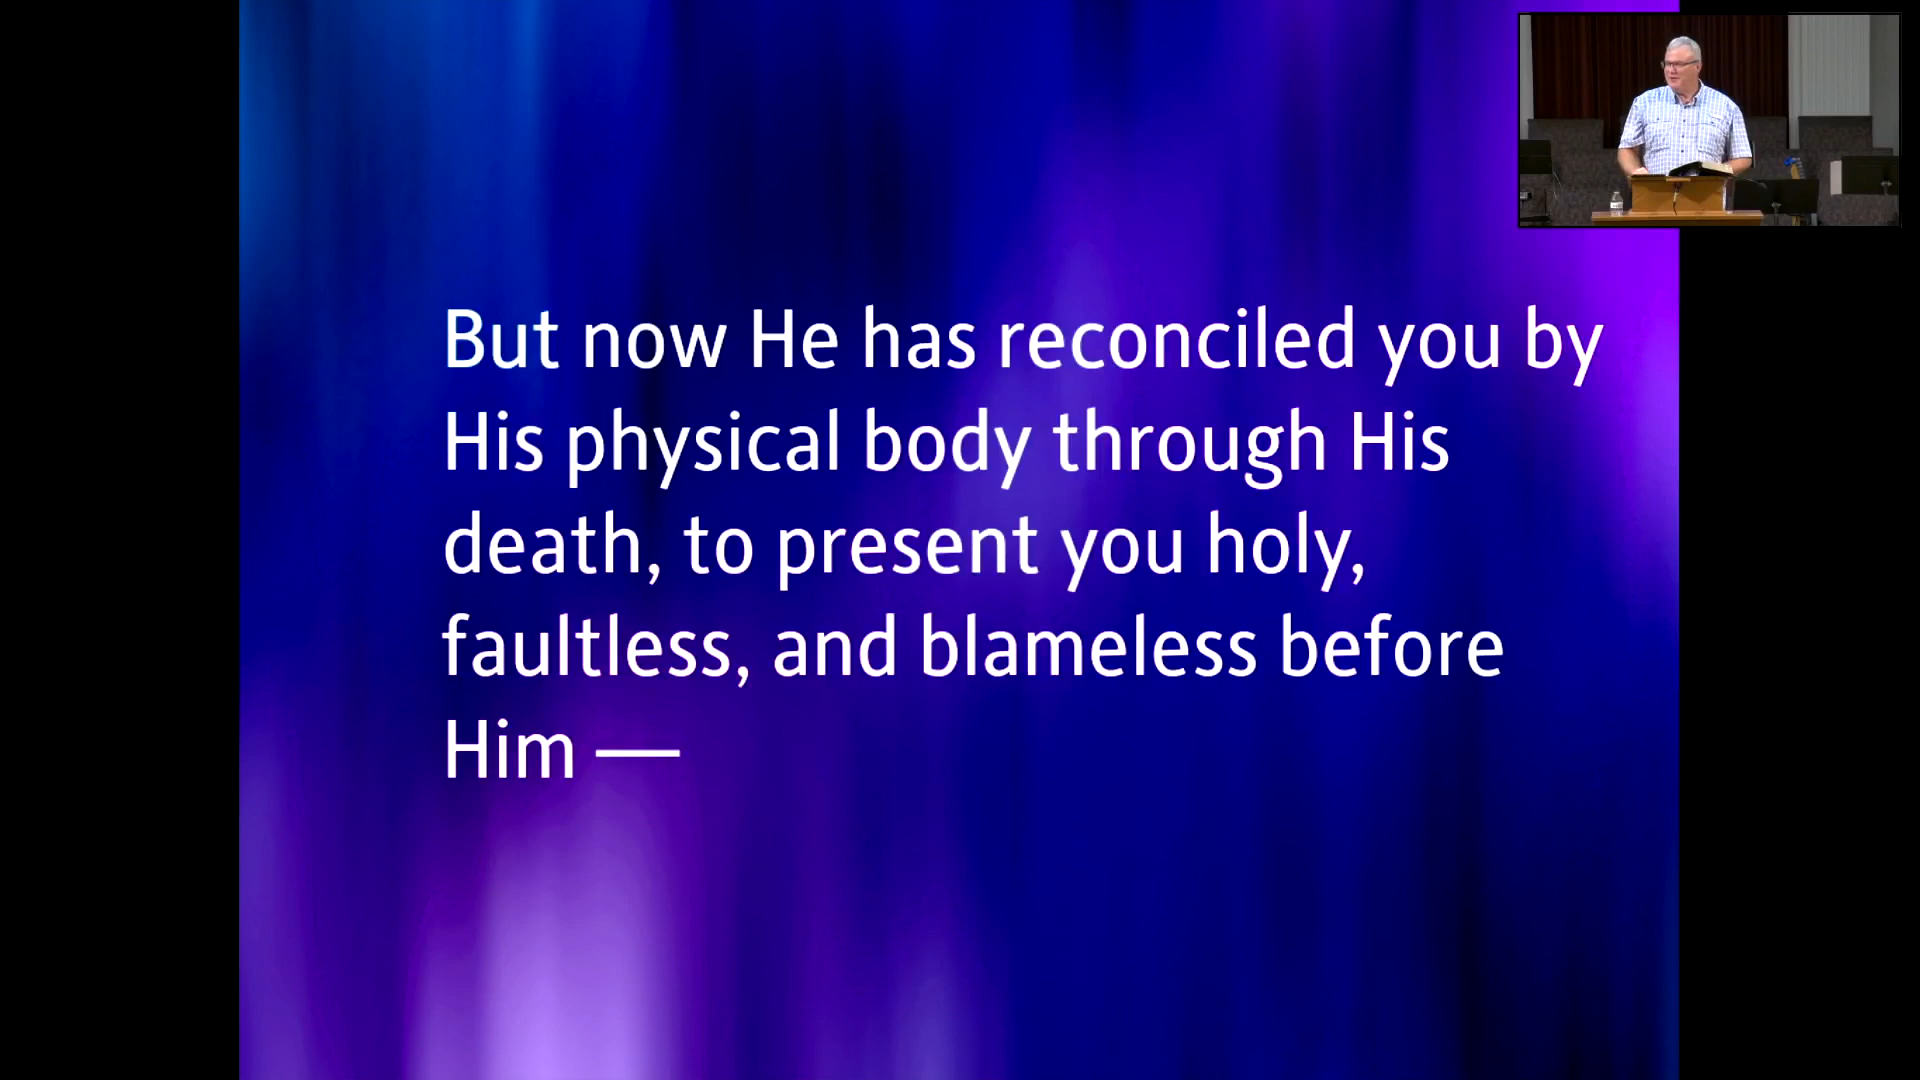 But now He has reconciled you by
His physical body through His
death, to present you holy,
faultless, and blameless before
Him —